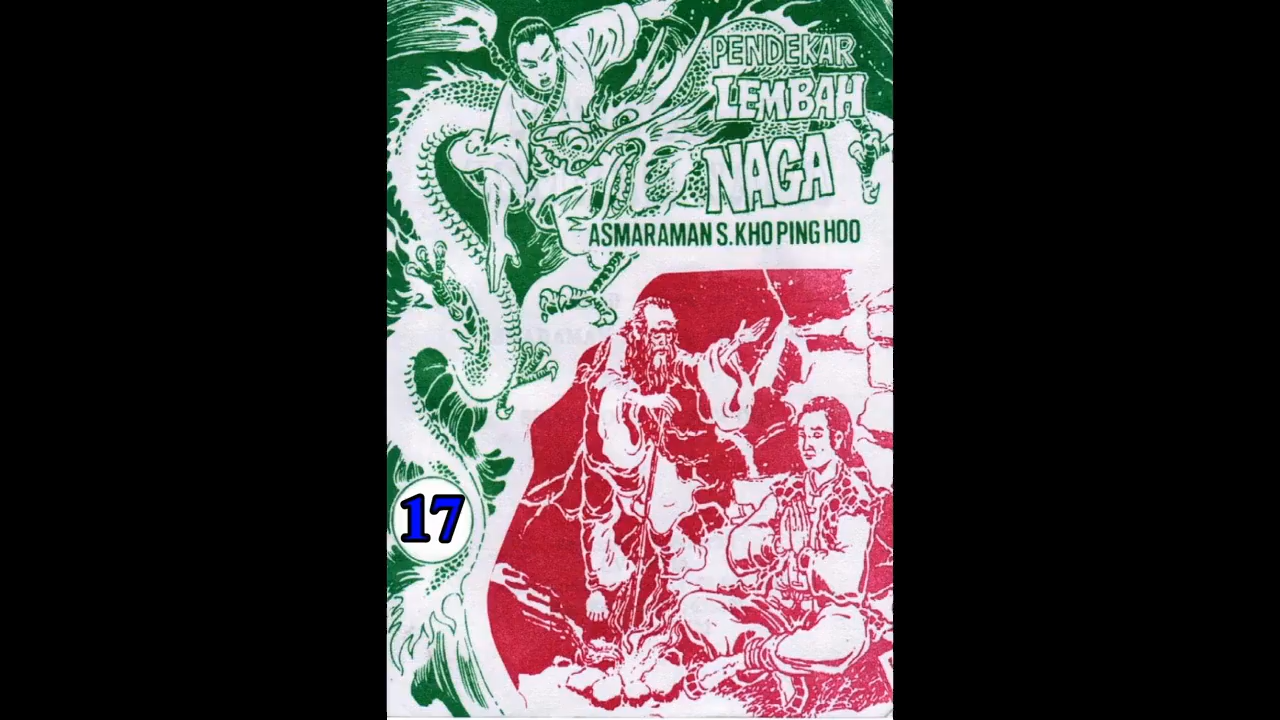 PENDEKAR
LEMBAH
NAGA
ASMARAMAN S. KHO PING HOO
17